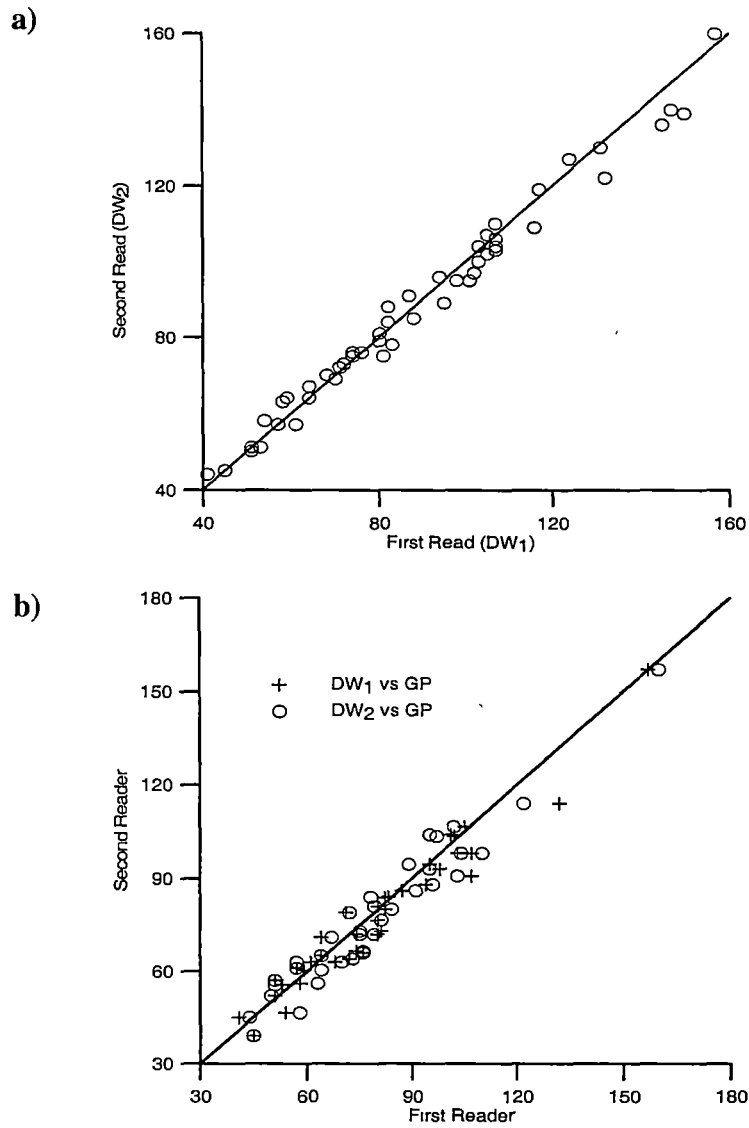 a)
160
120
80
40
Second Read (DW2)
40 80 120 160
First Read (DW1)
b)
180
150
120
90
60
30
Second Reader
+ DW1 vs GP
O DW2 vs GP
30 60 90 120 150 180
First Reader